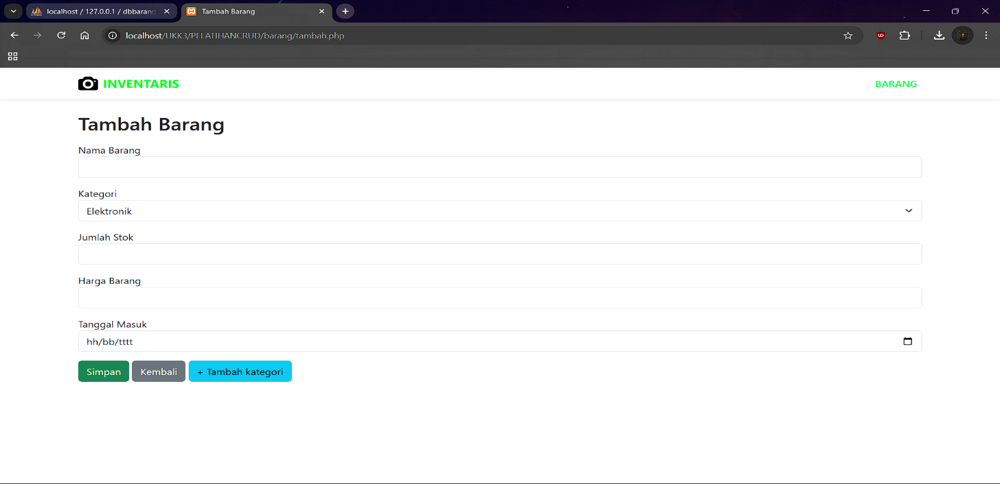 localhost / 127.0.0.1 / dbbarang
Tambah Barang
localhost/UKK3/PELATIHANCRUD/barang/tambah.php
INVENTARIS
BARANG
Tambah Barang
Nama Barang
Kategori
Elektronik
Jumlah Stok
Harga Barang
Tanggal Masuk
hh/bb/tttt
Simpan
Kembali
+ Tambah kategori